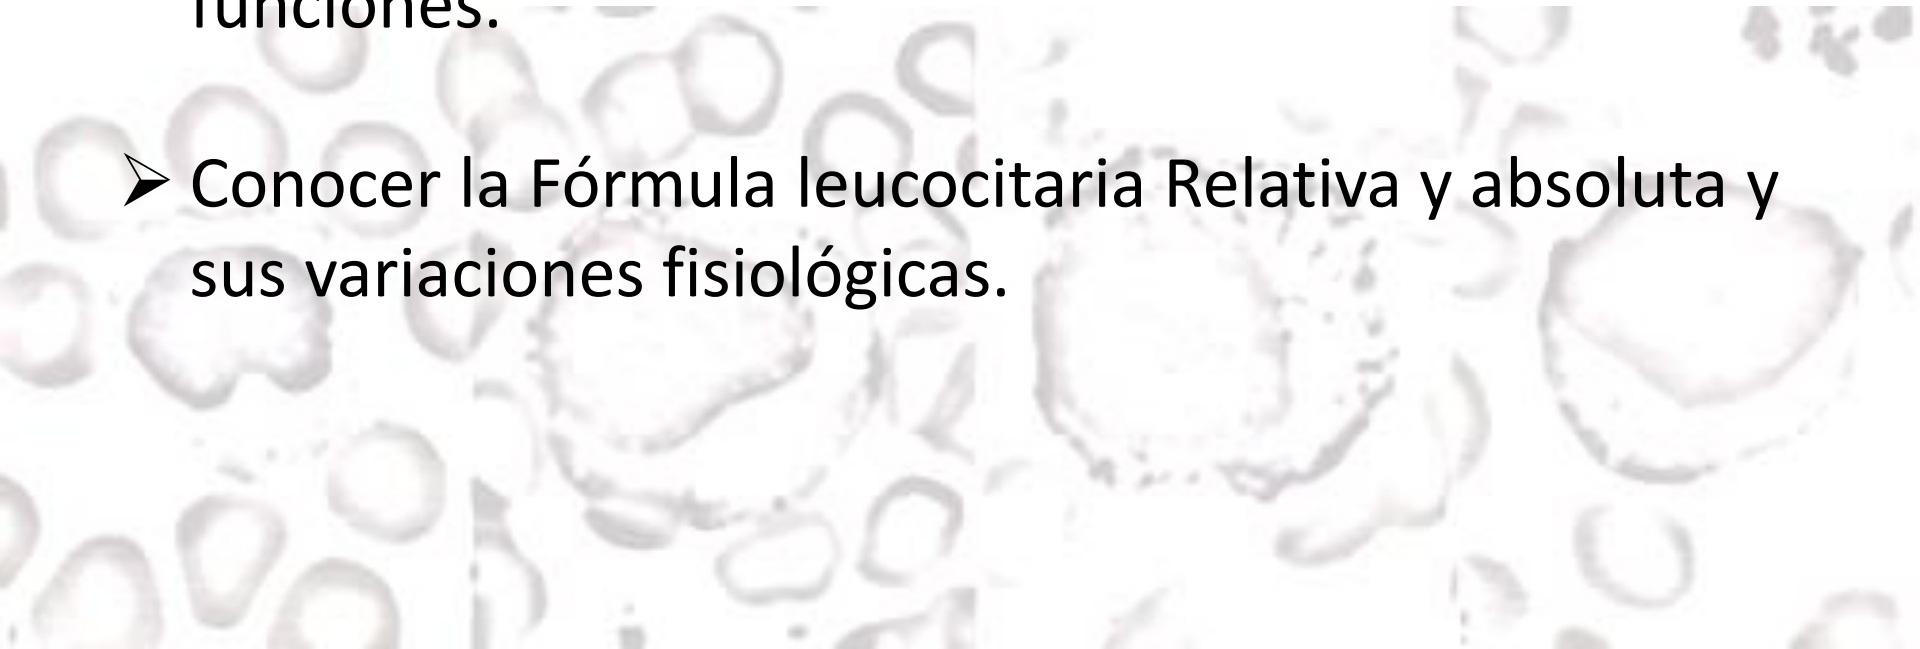 funciones.
➢ Conocer la Fórmula leucocitaria Relativa y absoluta y
sus variaciones fisiológicas.